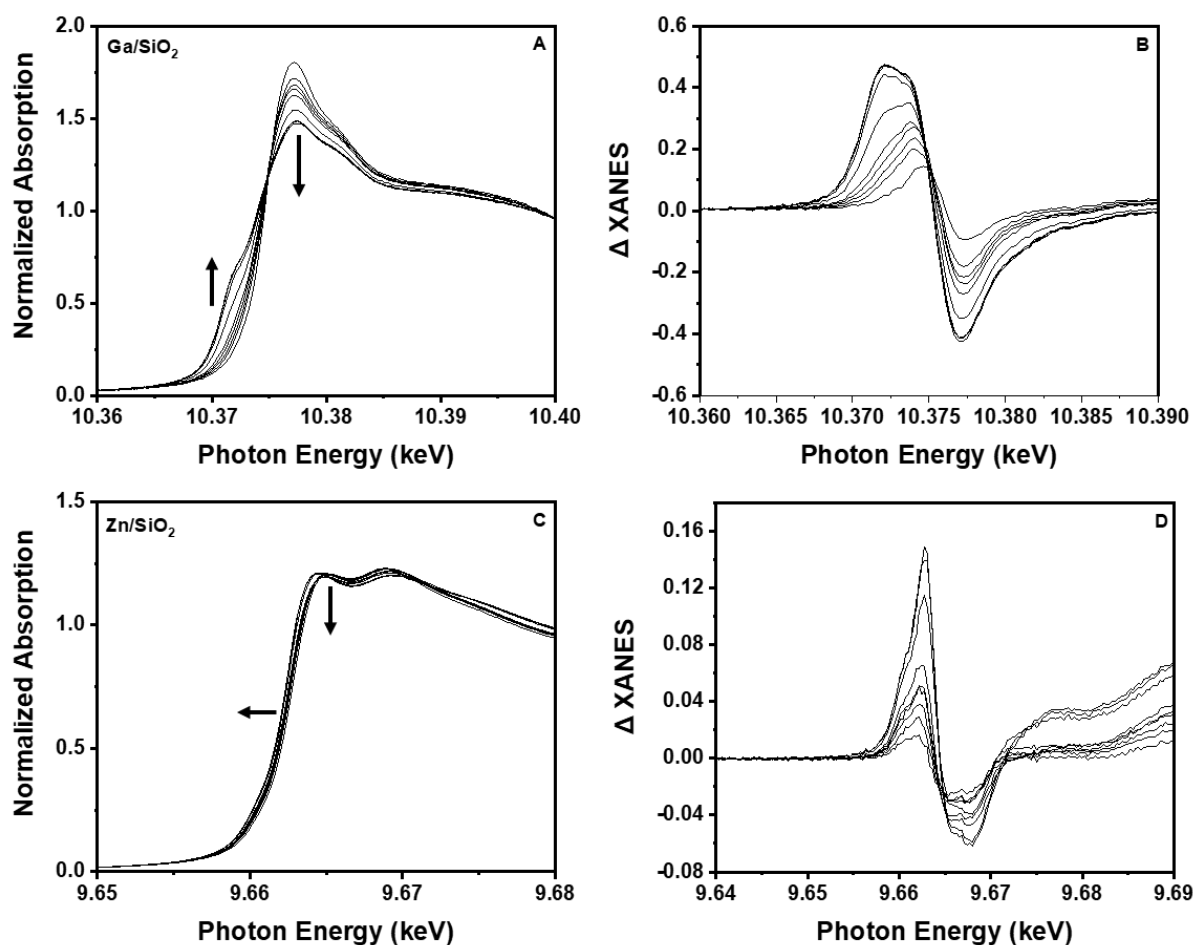 Ga/SiO₂
A
2.0
1.5
1.0
0.5
0.0
Normalized Absorption
10.36 10.37 10.38 10.39 10.40
Photon Energy (keV)
B
0.6
0.4
0.2
0.0
-0.2
-0.4
-0.6
Δ XANES
10.360 10.365 10.370 10.375 10.380 10.385 10.390
Photon Energy (keV)
Zn/SiO₂
C
1.5
1.0
0.5
0.0
Normalized Absorption
9.65 9.66 9.67 9.68
Photon Energy (keV)
D
0.16
0.12
0.08
0.04
0.00
-0.04
-0.08
Δ XANES
9.64 9.65 9.66 9.67 9.68 9.69
Photon Energy (keV)